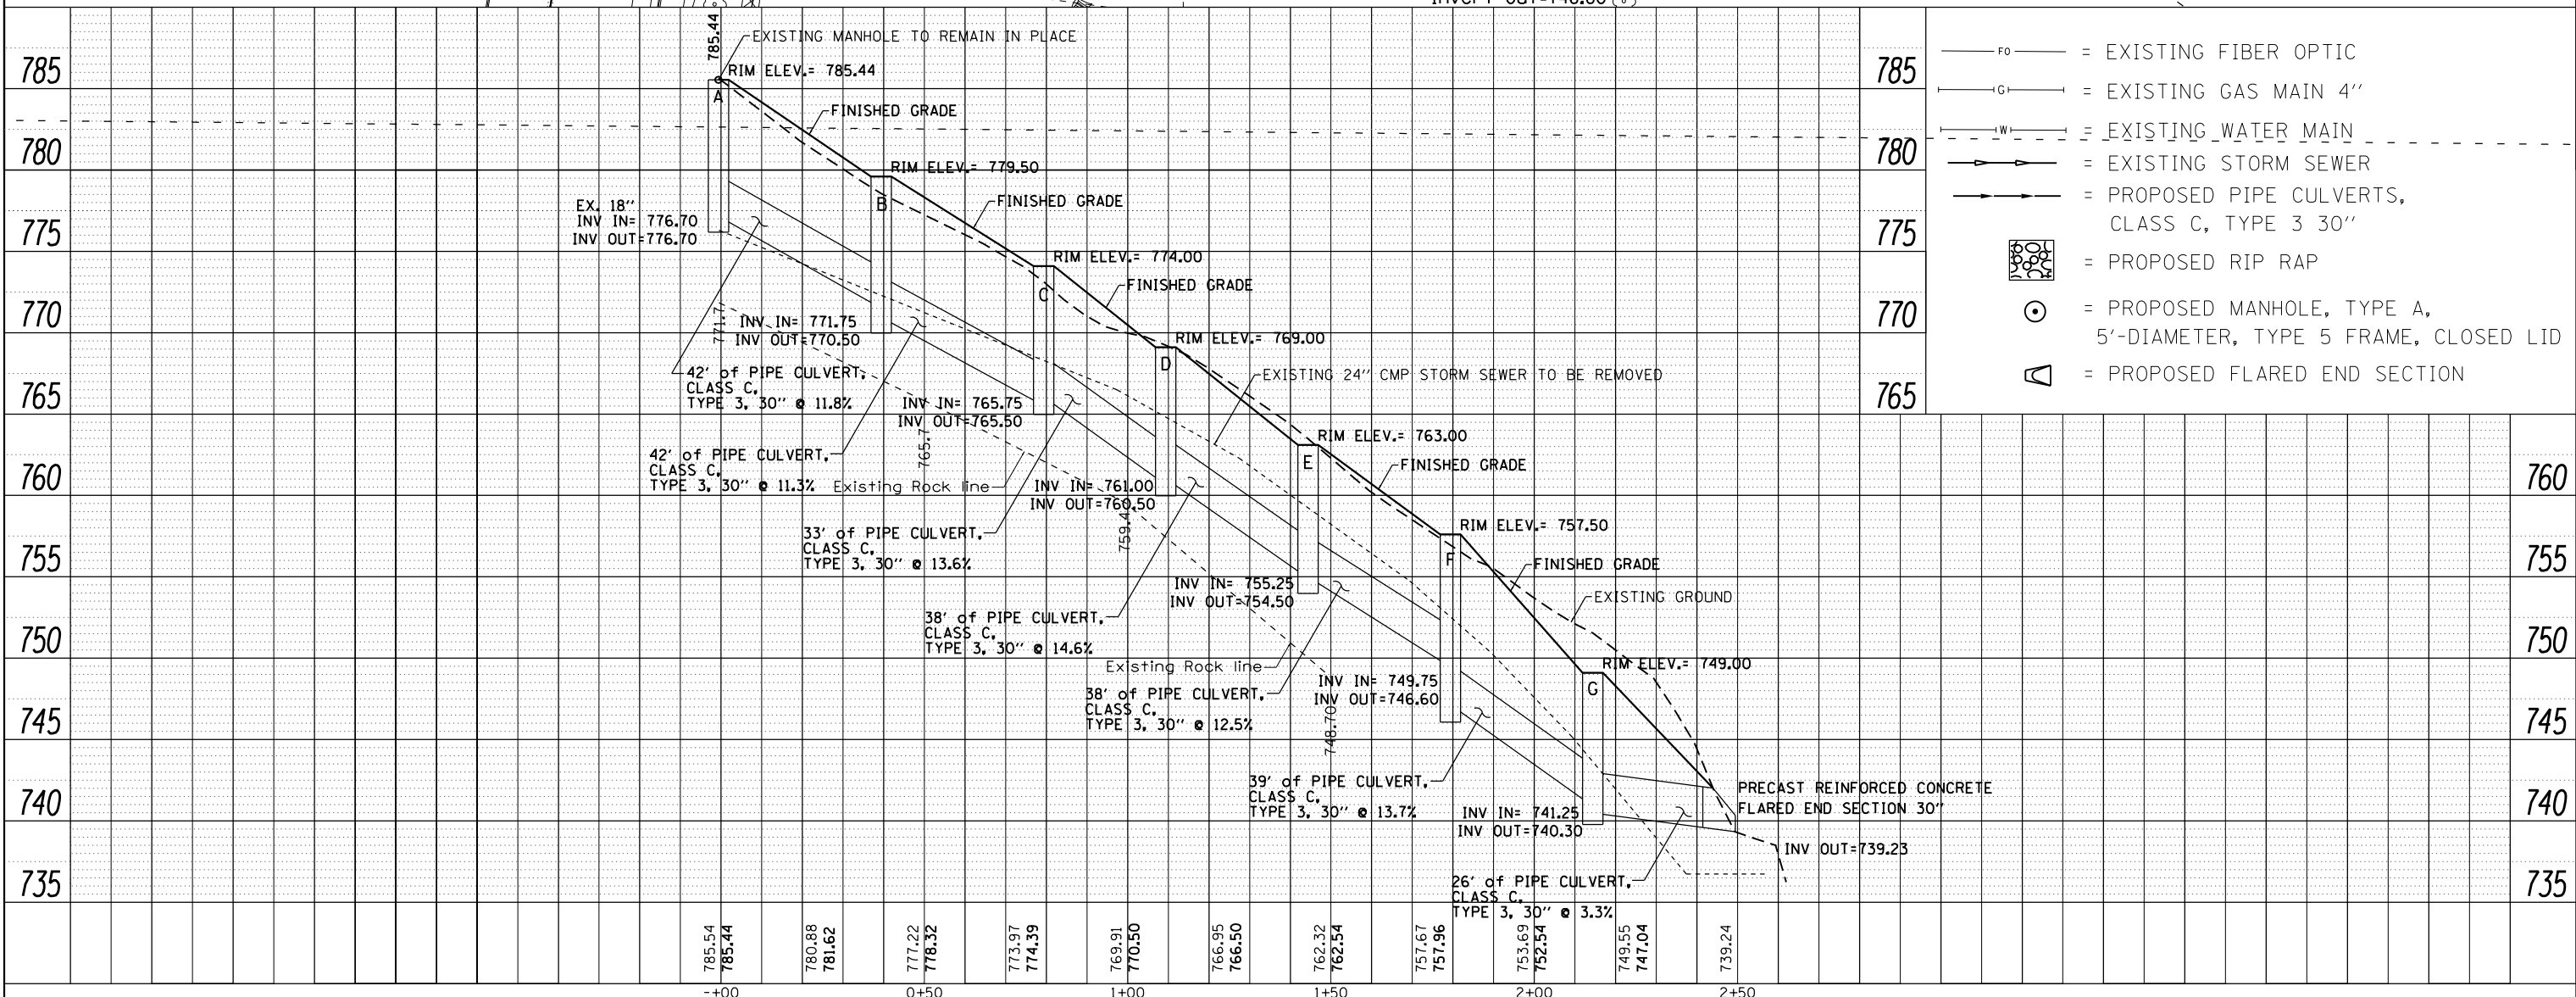 785.44
EXISTING MANHOLE TO REMAIN IN PLACE
RIM ELEV.= 785.44
A
FINISHED GRADE
RIM ELEV.= 779.50
B
FINISHED GRADE
EX. 18"
INV IN= 776.70
INV OUT=776.70
RIM ELEV.= 774.00
C
FINISHED GRADE
INV IN= 771.75
INV OUT=770.50
RIM ELEV.= 769.00
D
42' of PIPE CULVERT,
CLASS C,
TYPE 3, 30" @ 11.8%
EXISTING 24" CMP STORM SEWER TO BE REMOVED
INV IN= 765.75
INV OUT=765.50
765.7
RIM ELEV.= 763.00
E
FINISHED GRADE
42' of PIPE CULVERT,
CLASS C,
TYPE 3, 30" @ 11.3%
Existing Rock line
INV IN= 761.00
INV OUT=760.50
759.4
RIM ELEV.= 757.50
F
FINISHED GRADE
33' of PIPE CULVERT,
CLASS C,
TYPE 3, 30" @ 13.6%
INV IN= 755.25
INV OUT=754.50
EXISTING GROUND
38' of PIPE CULVERT,
CLASS C,
TYPE 3, 30" @ 14.6%
Existing Rock line
RIM ELEV.= 749.00
G
INV IN= 749.75
INV OUT=746.60
748.70
38' of PIPE CULVERT,
CLASS C,
TYPE 3, 30" @ 12.5%
39' of PIPE CULVERT,
CLASS C,
TYPE 3, 30" @ 13.7%
INV IN= 741.25
INV OUT=740.30
PRECAST REINFORCED CONCRETE
FLARED END SECTION 30"
INV OUT=739.23
26' of PIPE CULVERT,
CLASS C,
TYPE 3, 30" @ 3.3%
785
780
775
770
765
760
755
750
745
740
735
785
780
775
770
765
760
755
750
745
740
735
FO = EXISTING FIBER OPTIC
G = EXISTING GAS MAIN 4"
W = EXISTING WATER MAIN
= EXISTING STORM SEWER
= PROPOSED PIPE CULVERTS,
CLASS C, TYPE 3 30"
= PROPOSED RIP RAP
= PROPOSED MANHOLE, TYPE A,
5'-DIAMETER, TYPE 5 FRAME, CLOSED LID
= PROPOSED FLARED END SECTION
785.54
785.44
780.88
781.62
777.22
778.32
773.97
774.39
769.91
770.50
766.95
766.50
762.32
762.54
757.67
757.96
753.69
752.54
749.55
747.04
739.24
-+00
0+50
1+00
1+50
2+00
2+50